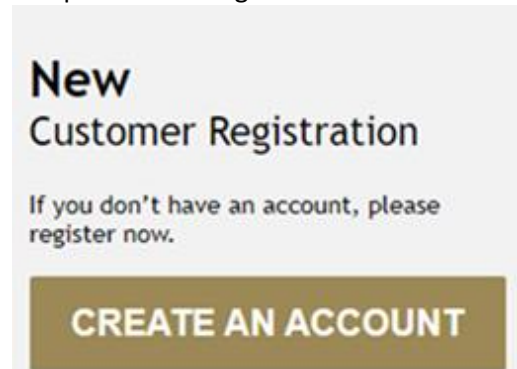 New
Customer Registration
If you don't have an account, please
register now.
CREATE AN ACCOUNT